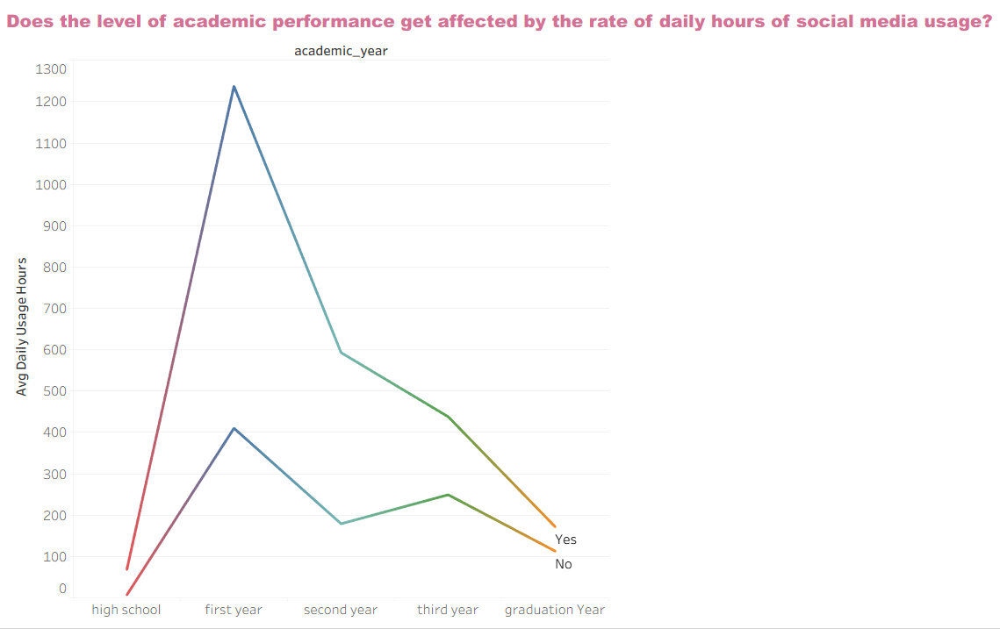 Does the level of academic performance get affected by the rate of daily hours of social media usage?
academic_year
1300
1200
1100
1000
900
800
700
600
500
400
300
200
100
0
Avg Daily Usage Hours
Yes
No
high school first year second year third year graduation Year